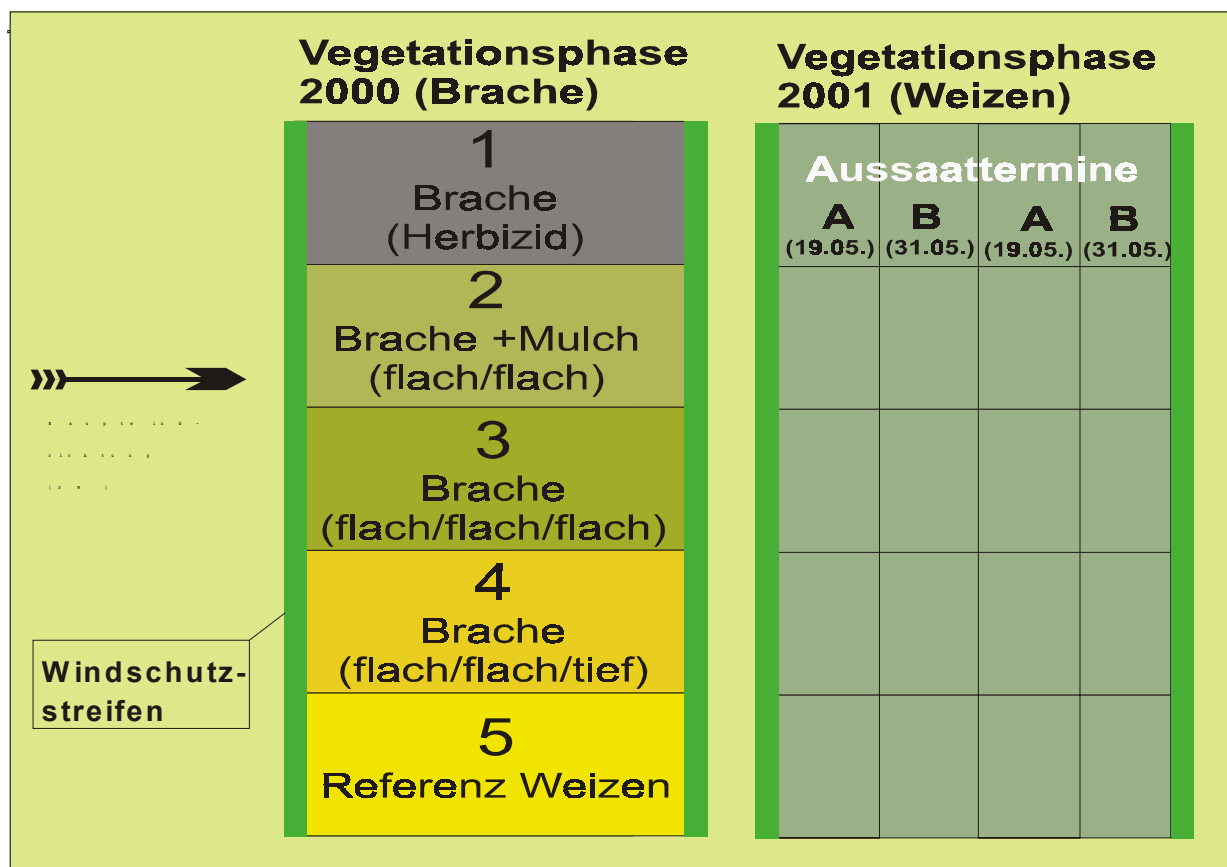 Vegetationsphase
2000 (Brache)
1
Brache
(Herbizid)
2
Brache +Mulch
(flach/flach)
3
Brache
(flach/flach/flach)
4
Brache
(flach/flach/tief)
5
Referenz Weizen
Windschutz-
streifen
Vegetationsphase
2001 (Weizen)
Aussaattermine
A B A B
(19.05.) (31.05.) (19.05.) (31.05.)